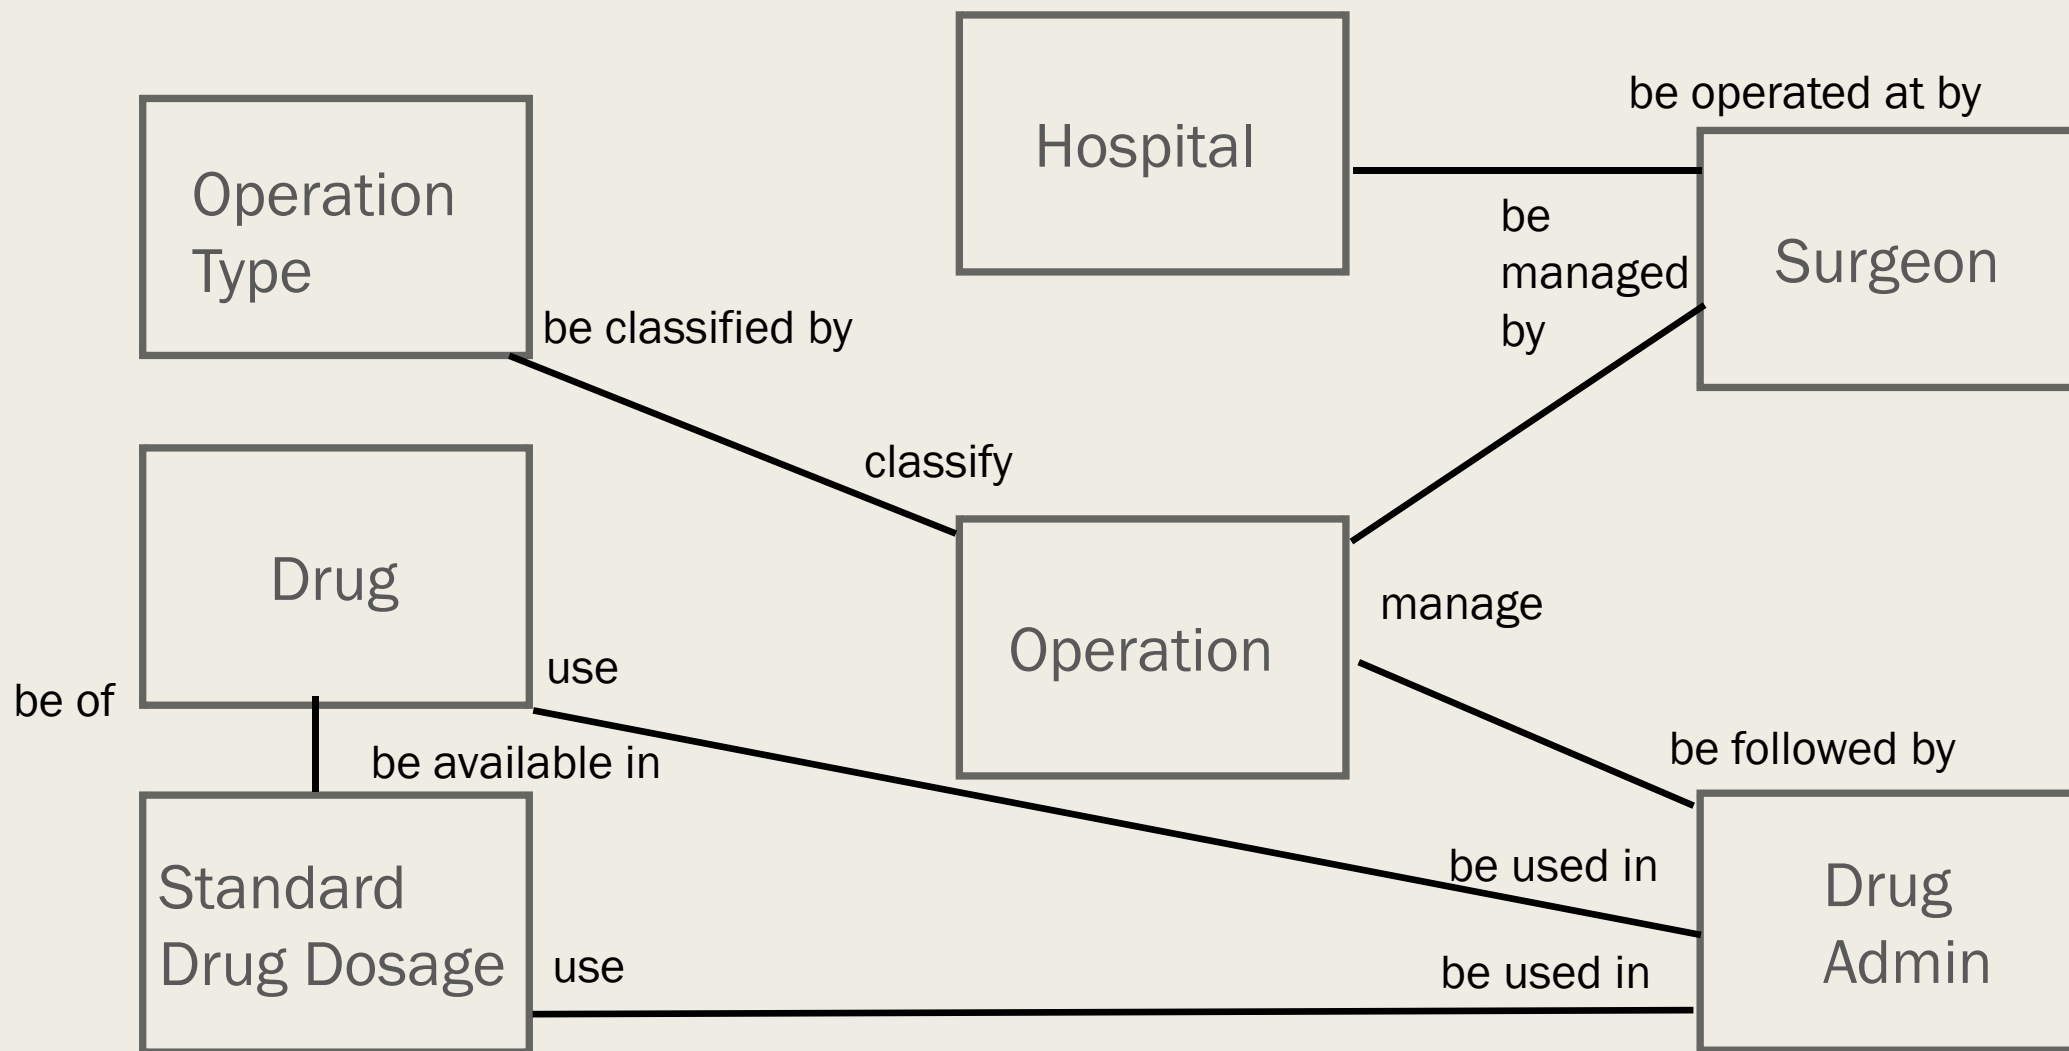 Hospital
be operated at by
Operation
Type
be
managed
by
Surgeon
be classified by
classify
Drug
Operation
manage
use
be of
be available in
be followed by
Standard
Drug Dosage
use
be used in
be used in
Drug
Admin